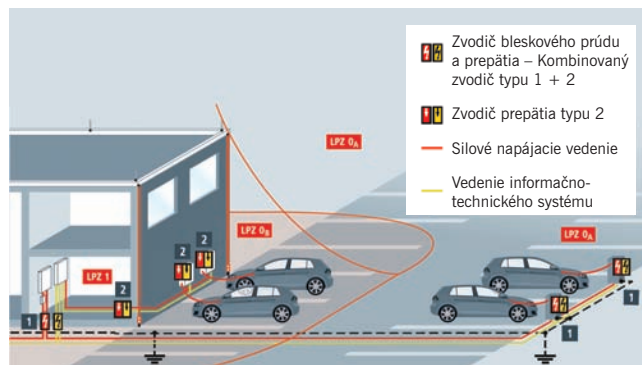 Zvodič bleskového prúdu
a prepätia – Kombinovaný
zvodič typu 1 + 2
Zvodič prepätia typu 2
Silové napájacie vedenie
Vedenie informačno-
technického systému
LPZ 0A
LPZ 0B
LPZ 0A
LPZ 1
2
2
2
1
1
1